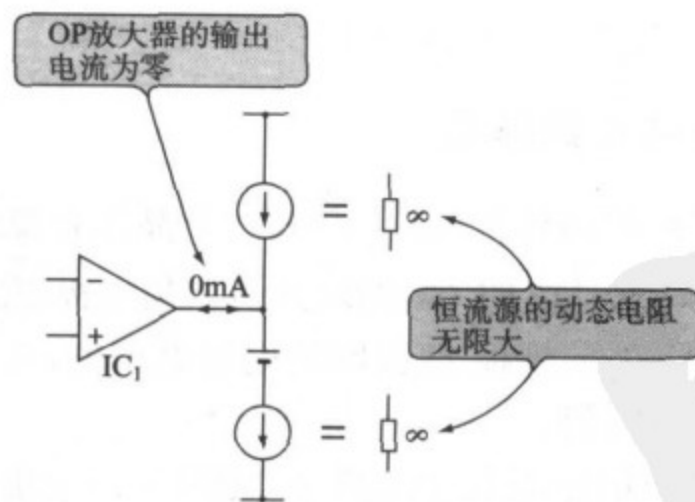 OP放大器的输出
电流为零
= ∞
0mA
− 
+
IC₁
恒流源的动态电阻
无限大
= ∞